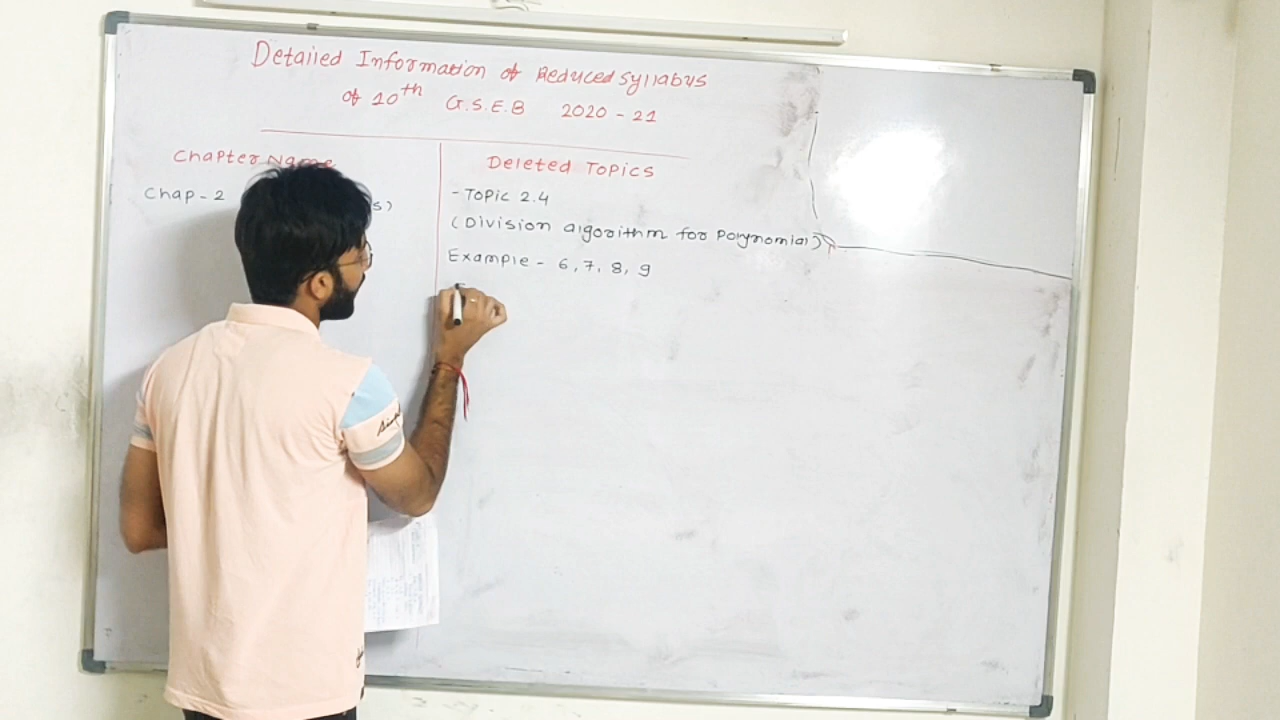 Detailed Information of Reduced Syllabus
of 10th G.S.E.B 2020 - 21
Chapter Name
Deleted Topics
Chap - 2
s)
- Topic 2.4
(Division algorithm for Polynomial)
Example - 6, 7, 8, 9